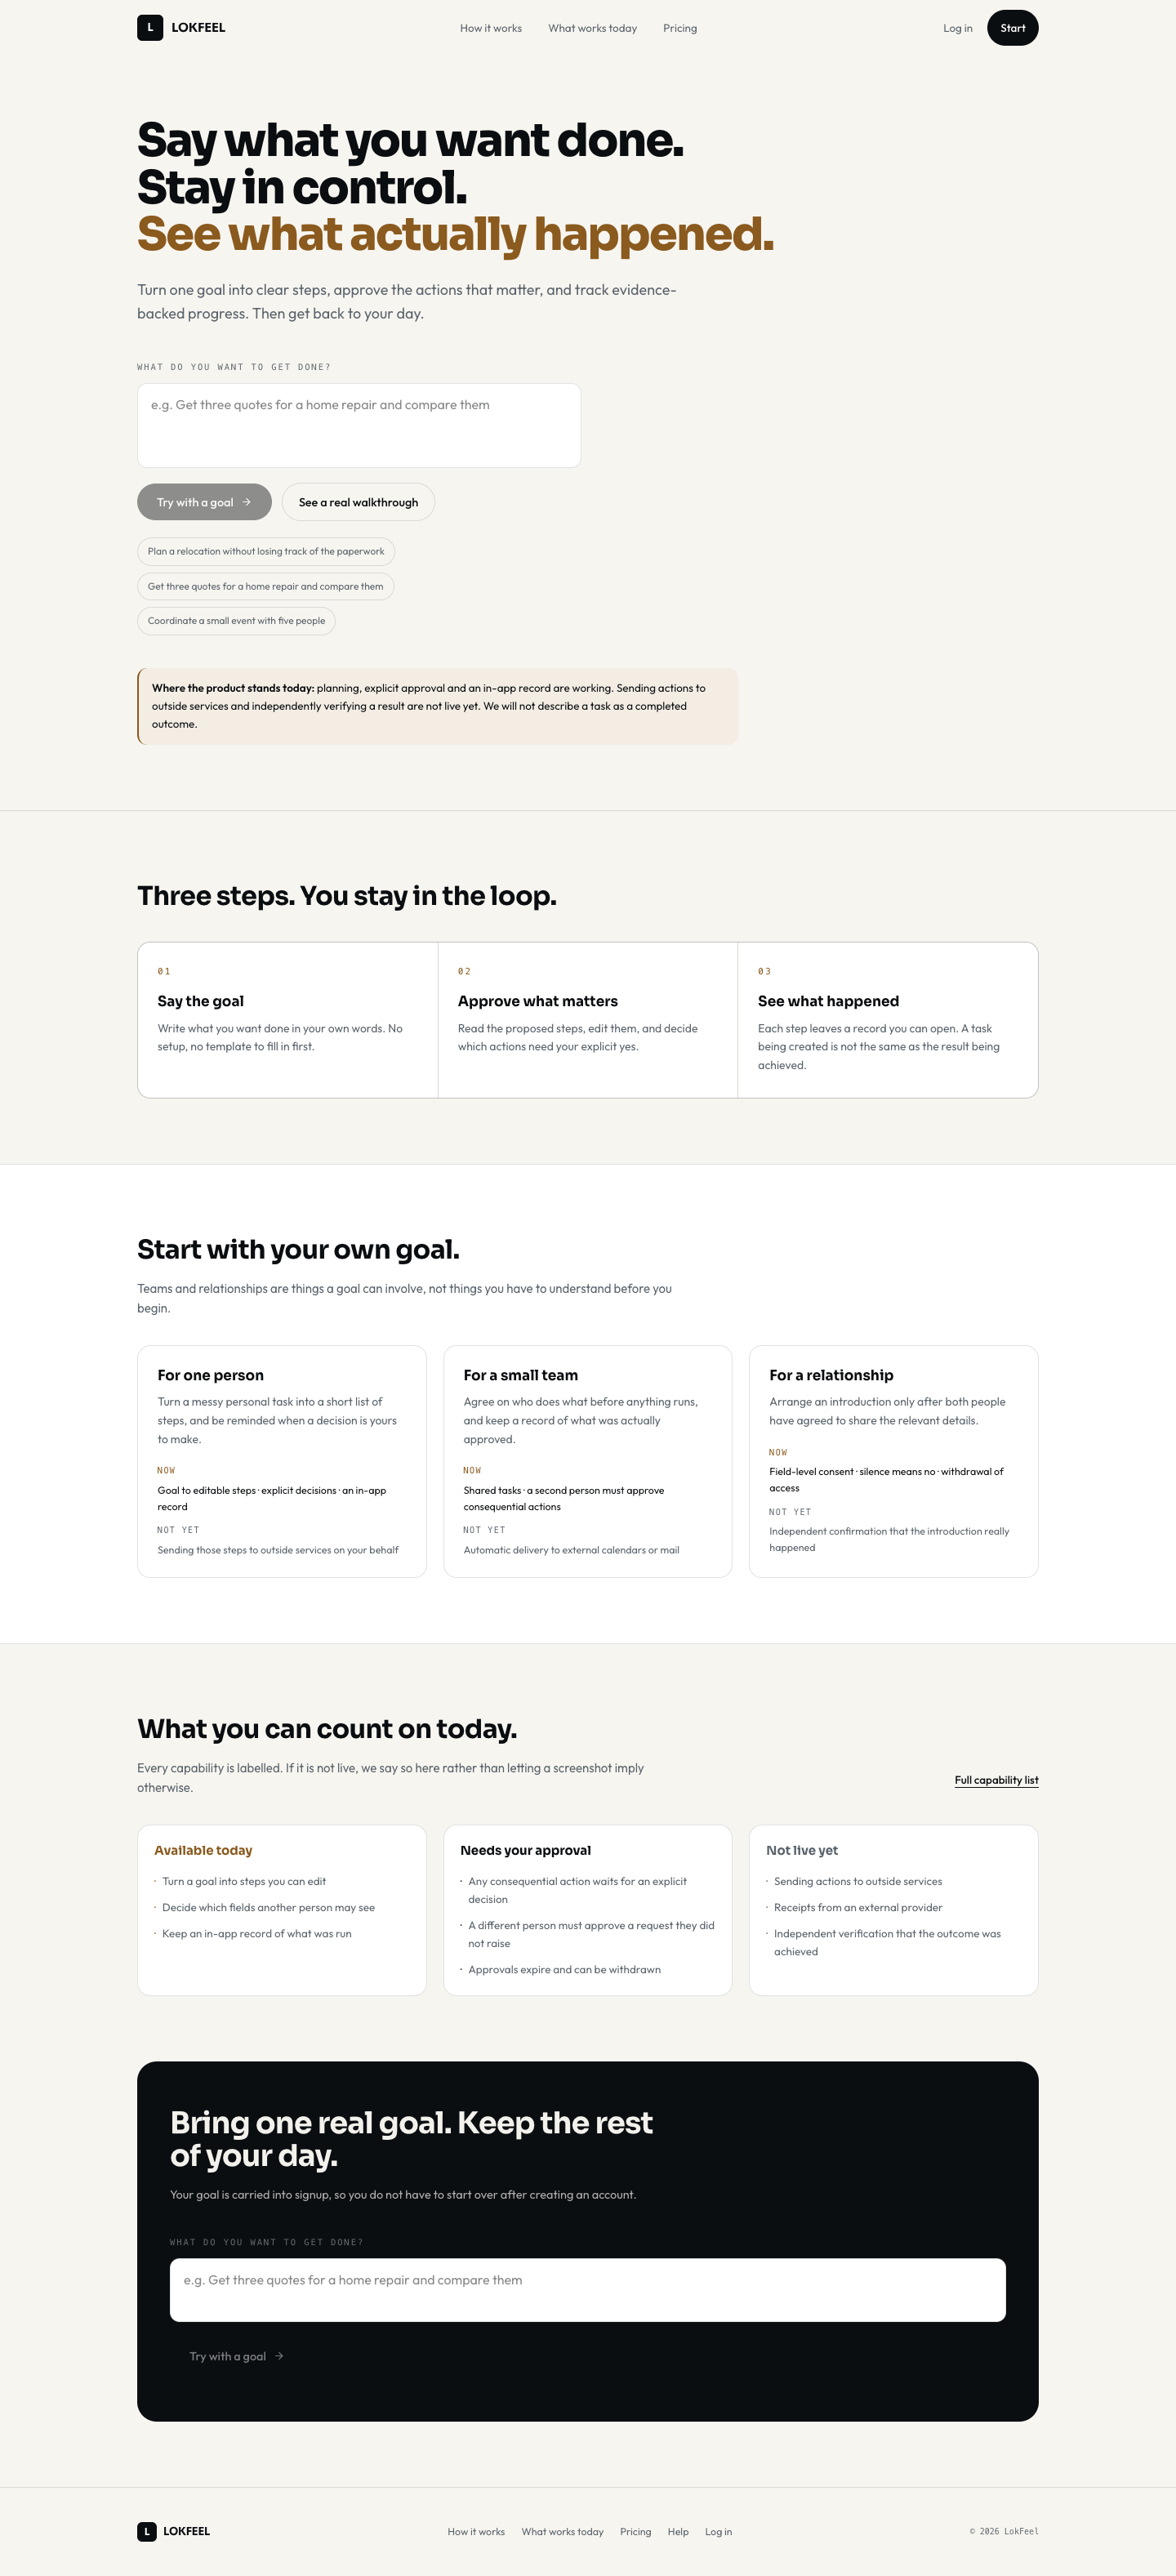 L LOKFEEL How it works What works today Pricing Log in Start
Say what you want done.
Stay in control.
See what actually happened.
Turn one goal into clear steps, approve the actions that matter, and track evidence-
backed progress. Then get back to your day.
WHAT DO YOU WANT TO GET DONE?
e.g. Get three quotes for a home repair and compare them
Try with a goal → See a real walkthrough
Plan a relocation without losing track of the paperwork
Get three quotes for a home repair and compare them
Coordinate a small event with five people
Where the product stands today: planning, explicit approval and an in-app record are working. Sending actions to
outside services and independently verifying a result are not live yet. We will not describe a task as a completed
outcome.
Three steps. You stay in the loop.
01
Say the goal
Write what you want done in your own words. No
setup, no template to fill in first.
02
Approve what matters
Read the proposed steps, edit them, and decide
which actions need your explicit yes.
03
See what happened
Each step leaves a record you can open. A task
being created is not the same as the result being
achieved.
Start with your own goal.
Teams and relationships are things a goal can involve, not things you have to understand before you
begin.
For one person
Turn a messy personal task into a short list of
steps, and be reminded when a decision is yours
to make.
NOW
Goal to editable steps · explicit decisions · an in-app
record
NOT YET
Sending those steps to outside services on your behalf
For a small team
Agree on who does what before anything runs,
and keep a record of what was actually
approved.
NOW
Shared tasks · a second person must approve
consequential actions
NOT YET
Automatic delivery to external calendars or mail
For a relationship
Arrange an introduction only after both people
have agreed to share the relevant details.
NOW
Field-level consent · silence means no · withdrawal of
access
NOT YET
Independent confirmation that the introduction really
happened
What you can count on today.
Every capability is labelled. If it is not live, we say so here rather than letting a screenshot imply
otherwise.
Full capability list
Available today
· Turn a goal into steps you can edit
· Decide which fields another person may see
· Keep an in-app record of what was run
Needs your approval
· Any consequential action waits for an explicit
decision
· A different person must approve a request they did
not raise
· Approvals expire and can be withdrawn
Not live yet
· Sending actions to outside services
· Receipts from an external provider
· Independent verification that the outcome was
achieved
Bring one real goal. Keep the rest
of your day.
Your goal is carried into signup, so you do not have to start over after creating an account.
WHAT DO YOU WANT TO GET DONE?
e.g. Get three quotes for a home repair and compare them
Try with a goal →
L LOKFEEL How it works What works today Pricing Help Log in © 2026 LokFeel